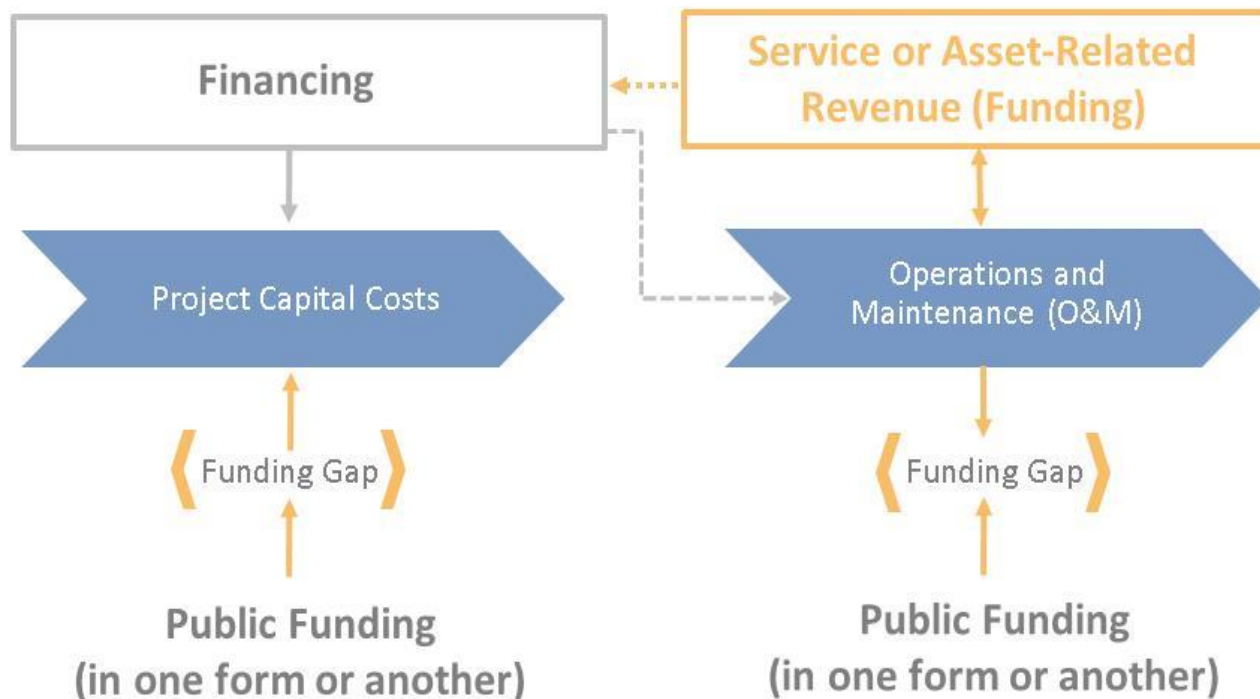 Financing
Service or Asset-Related
Revenue (Funding)
Project Capital Costs
Operations and
Maintenance (O&M)
Funding Gap
Funding Gap
Public Funding
(in one form or another)
Public Funding
(in one form or another)